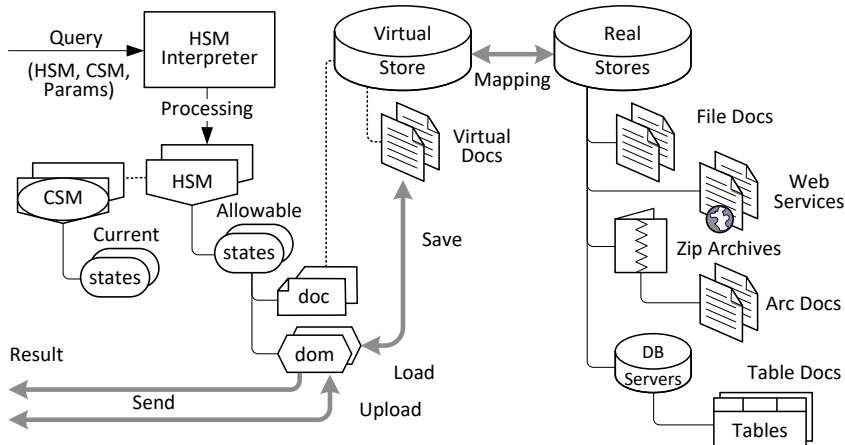 Query
(HSM, CSM,
Params)
HSM
Interpreter
Processing
Virtual
Store
Mapping
Real
Stores
File Docs
Virtual
Docs
Web
Services
CSM
HSM
Allowable
states
Current
states
Save
Zip Archives
doc
Arc Docs
dom
Load
DB
Servers
Table Docs
Result
Send
Upload
Tables